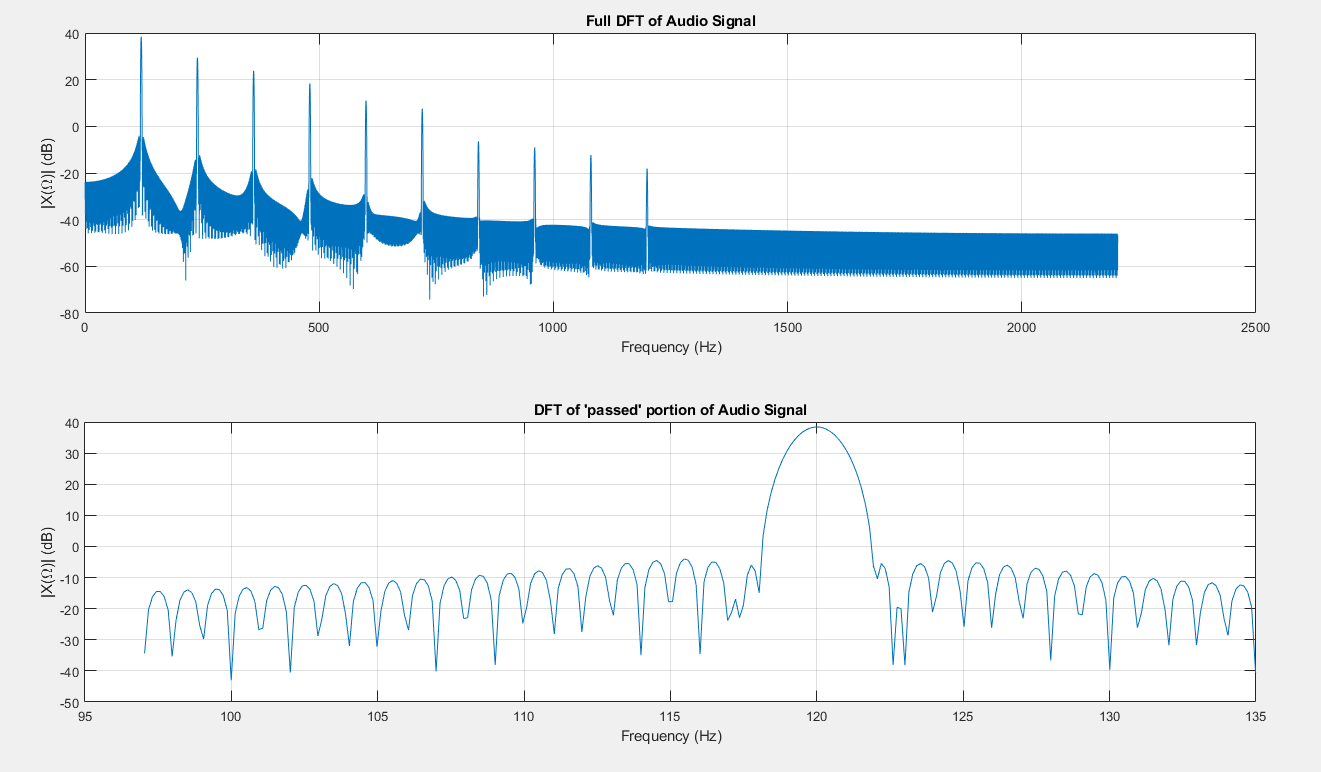 Full DFT of Audio Signal
40
20
0
-20
-40
-60
-80
|X(Ω)| (dB)
0 500 1000 1500 2000 2500
Frequency (Hz)
DFT of 'passed' portion of Audio Signal
40
30
20
10
0
-10
-20
-30
-40
-50
|X(Ω)| (dB)
95 100 105 110 115 120 125 130 135
Frequency (Hz)